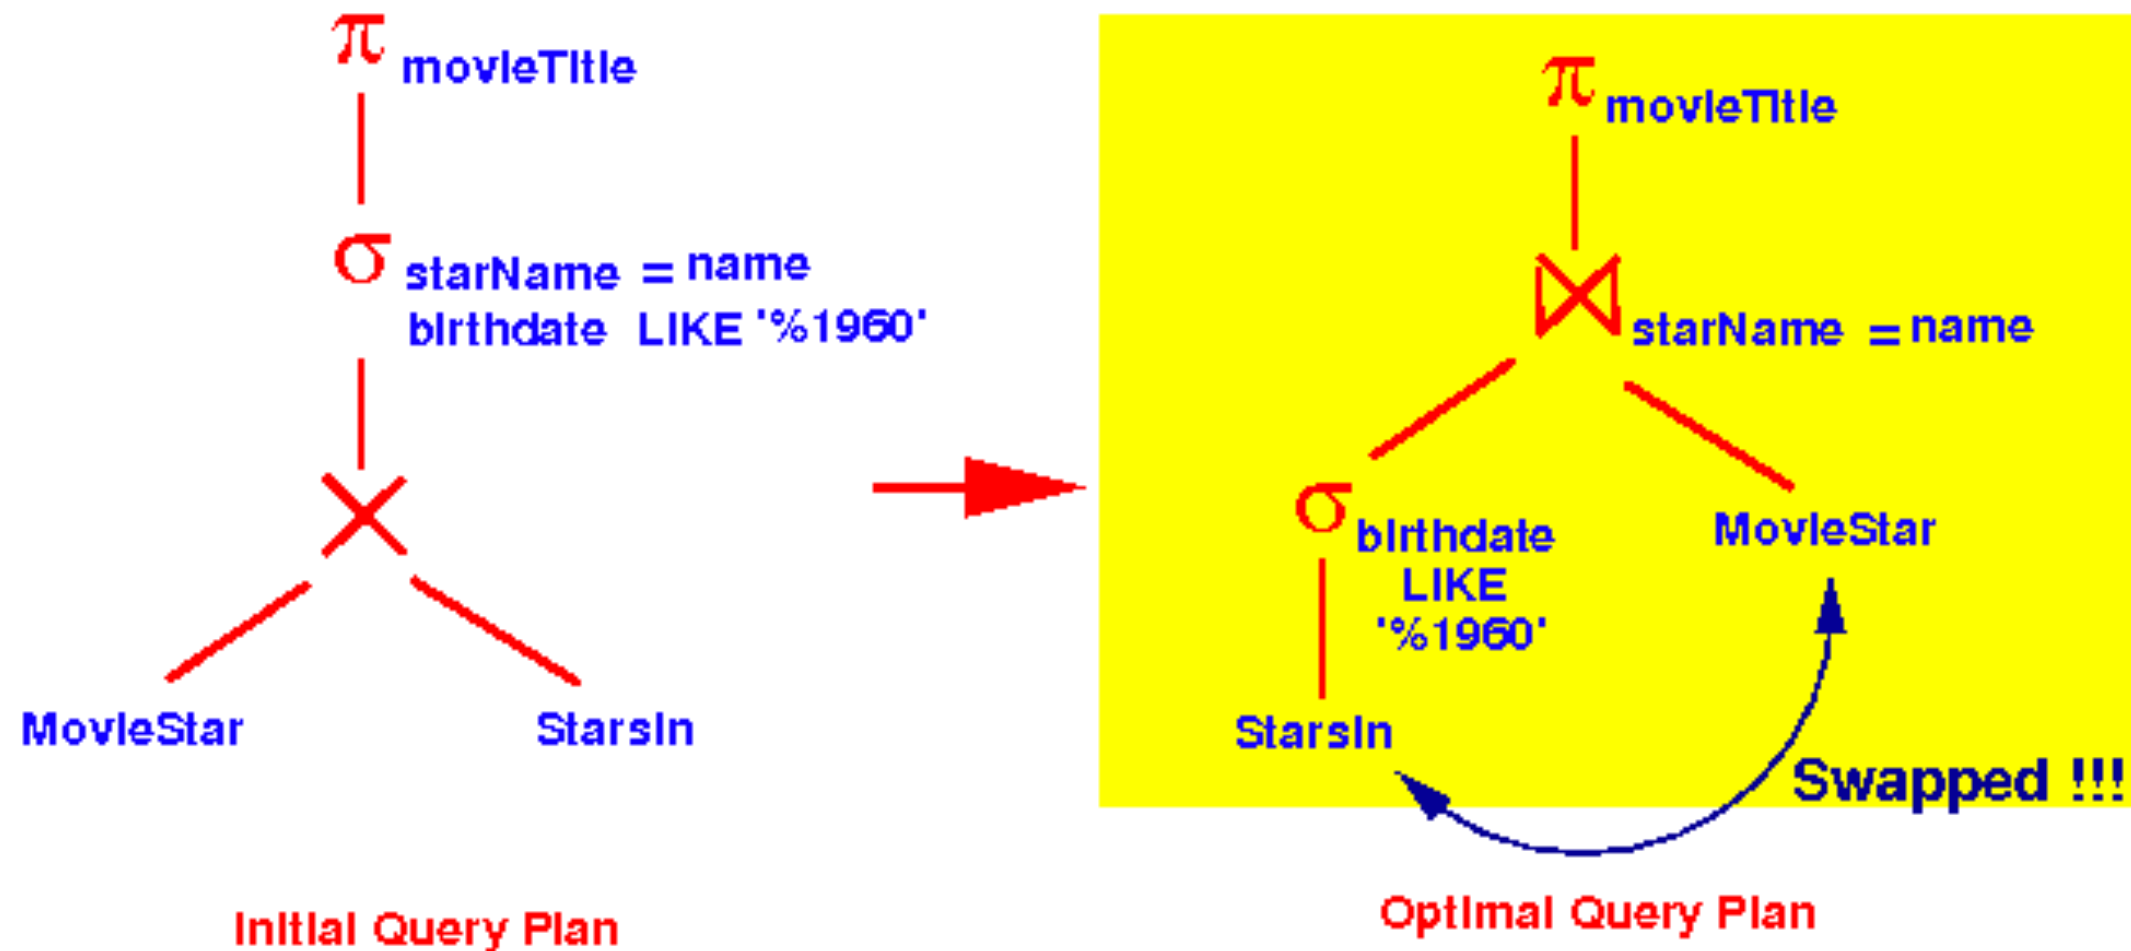 π movieTitle
σ starName = name
birthdate LIKE '%1960'
MovieStar StarsIn
Initial Query Plan
π movieTitle
starName = name
σ birthdate
LIKE
'%1960'
MovieStar
StarsIn
Swapped !!!
Optimal Query Plan